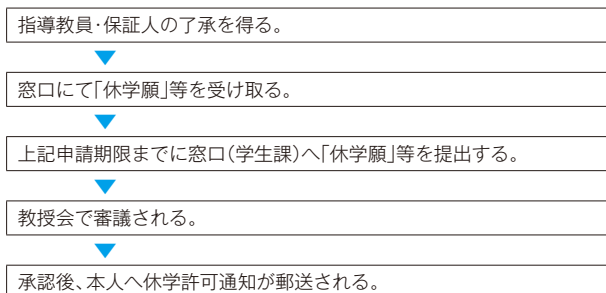 指導教員・保証人の了承を得る。
窓口にて「休学願」等を受け取る。
上記申請期限までに窓口(学生課)へ「休学願」等を提出する。
教授会で審議される。
承認後、本人へ休学許可通知が郵送される。